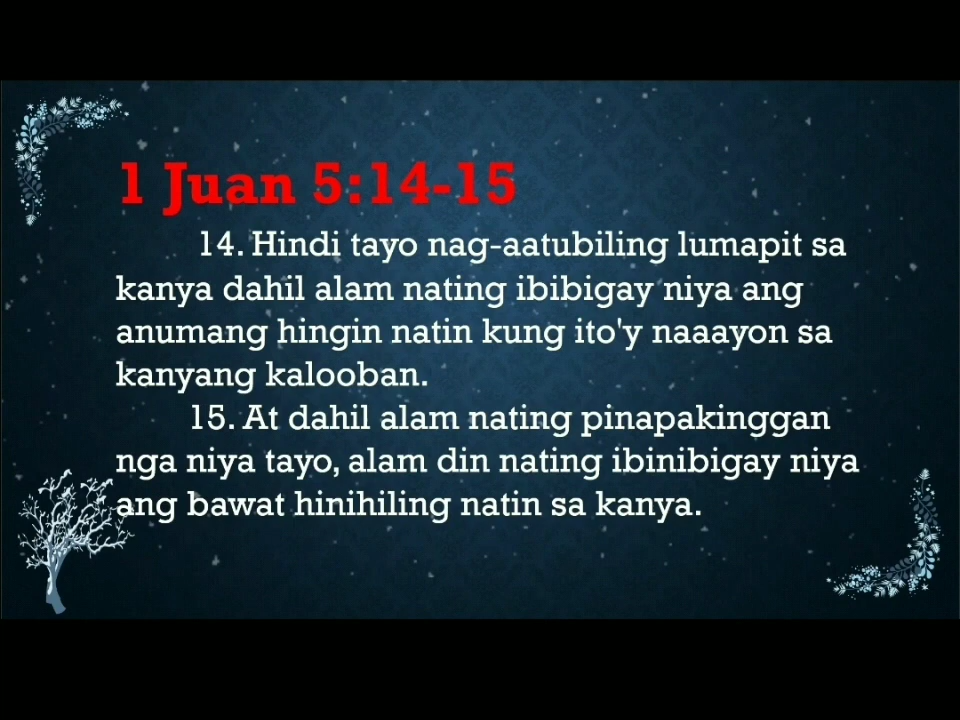 1 Juan 5:14-15
14. Hindi tayo nag-aatubiling lumapit sa
kanya dahil alam nating ibibigay niya ang
anumang hingin natin kung ito'y naaayon sa
kanyang kalooban.
15. At dahil alam nating pinapakinggan
nga niya tayo, alam din nating ibinibigay niya
ang bawat hinihiling natin sa kanya.